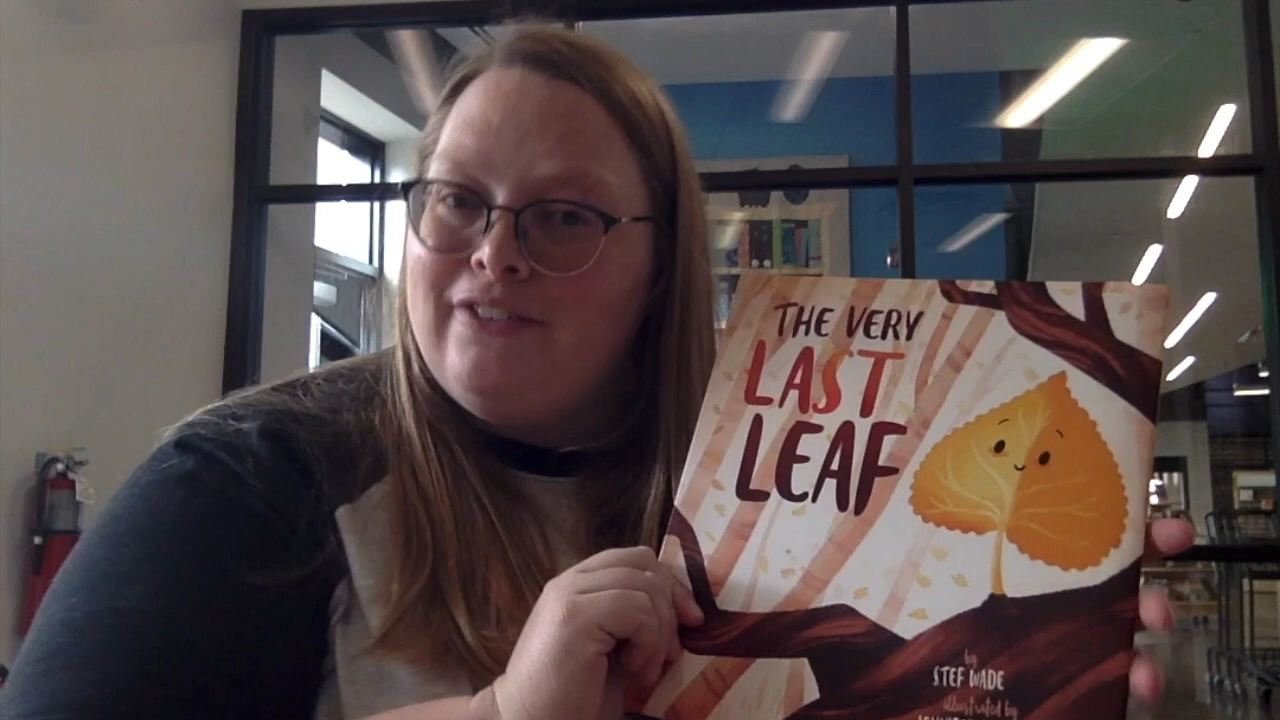 THE VERY
LAST
LEAF
by
STEF WADE
illustrated by